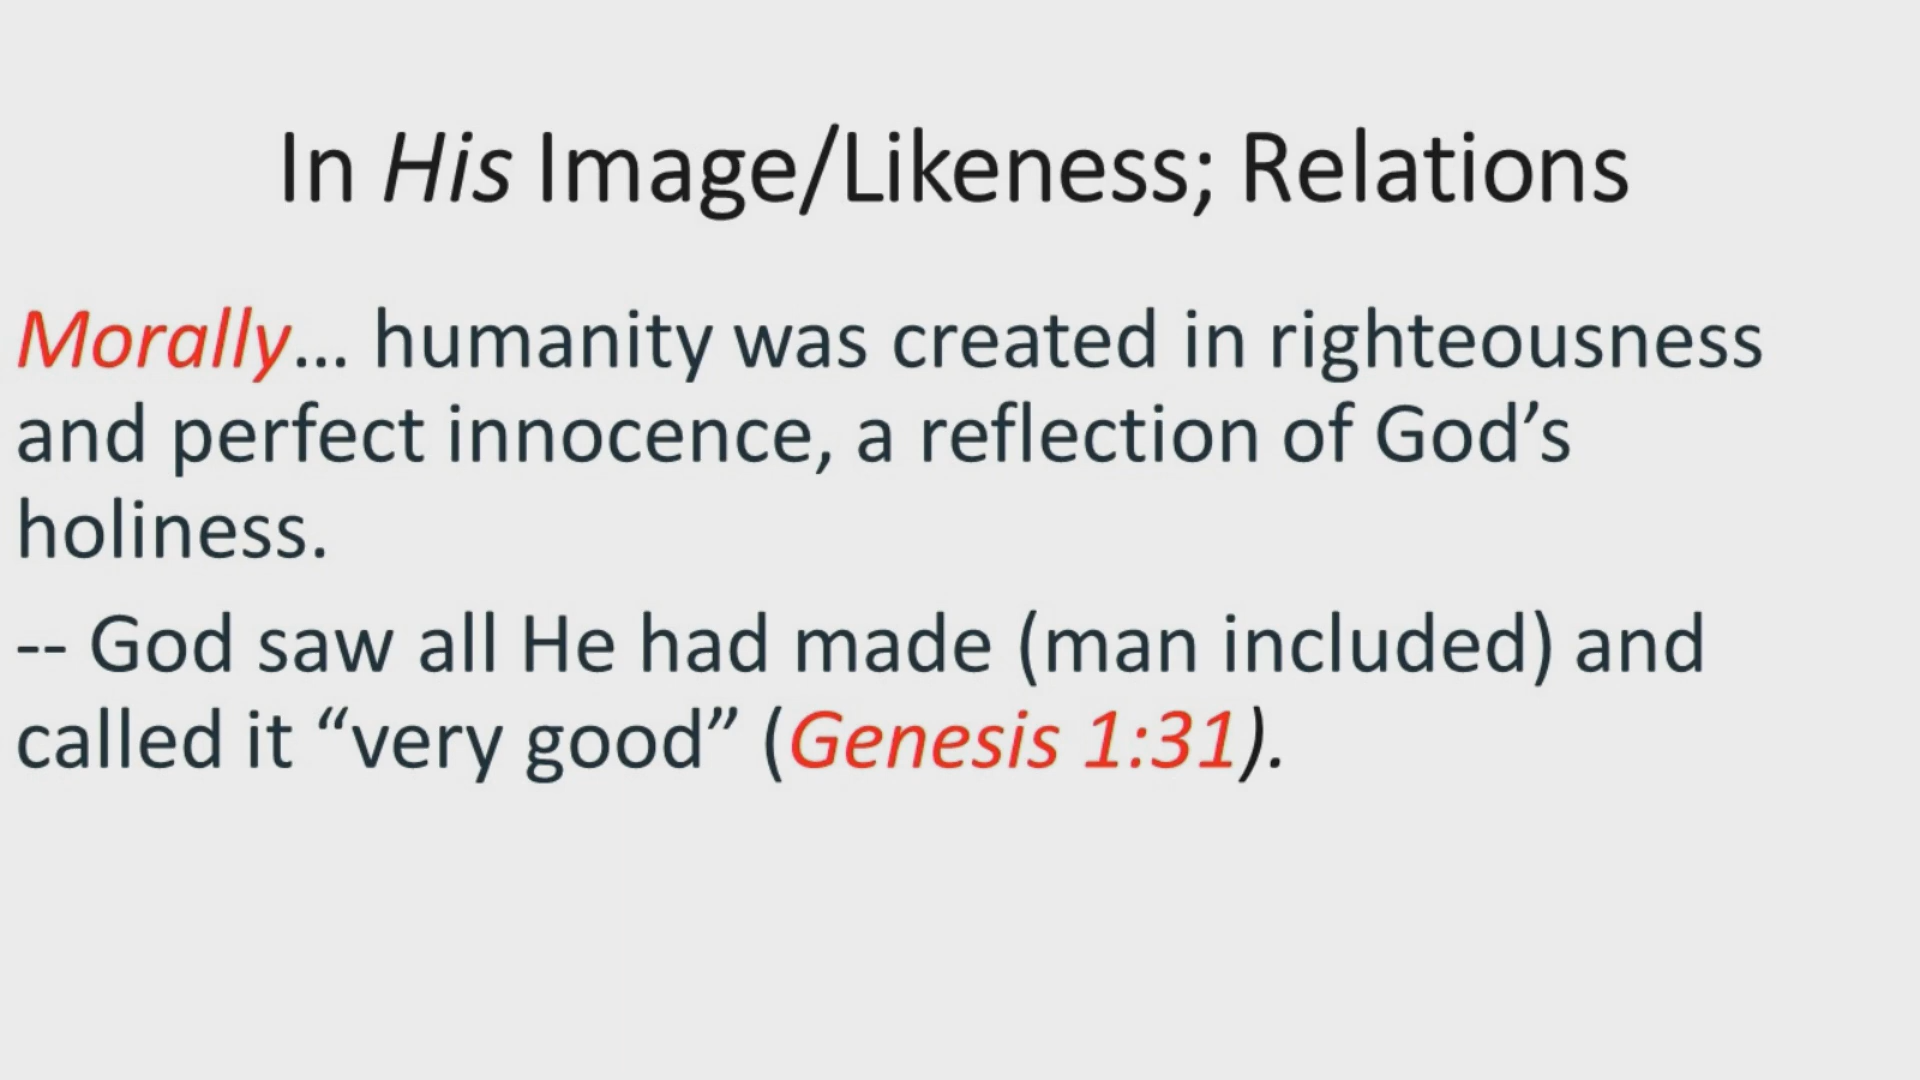 In His Image/Likeness; Relations
Morally... humanity was created in righteousness
and perfect innocence, a reflection of God’s
holiness.
-- God saw all He had made (man included) and
called it “very good” (Genesis 1:31).